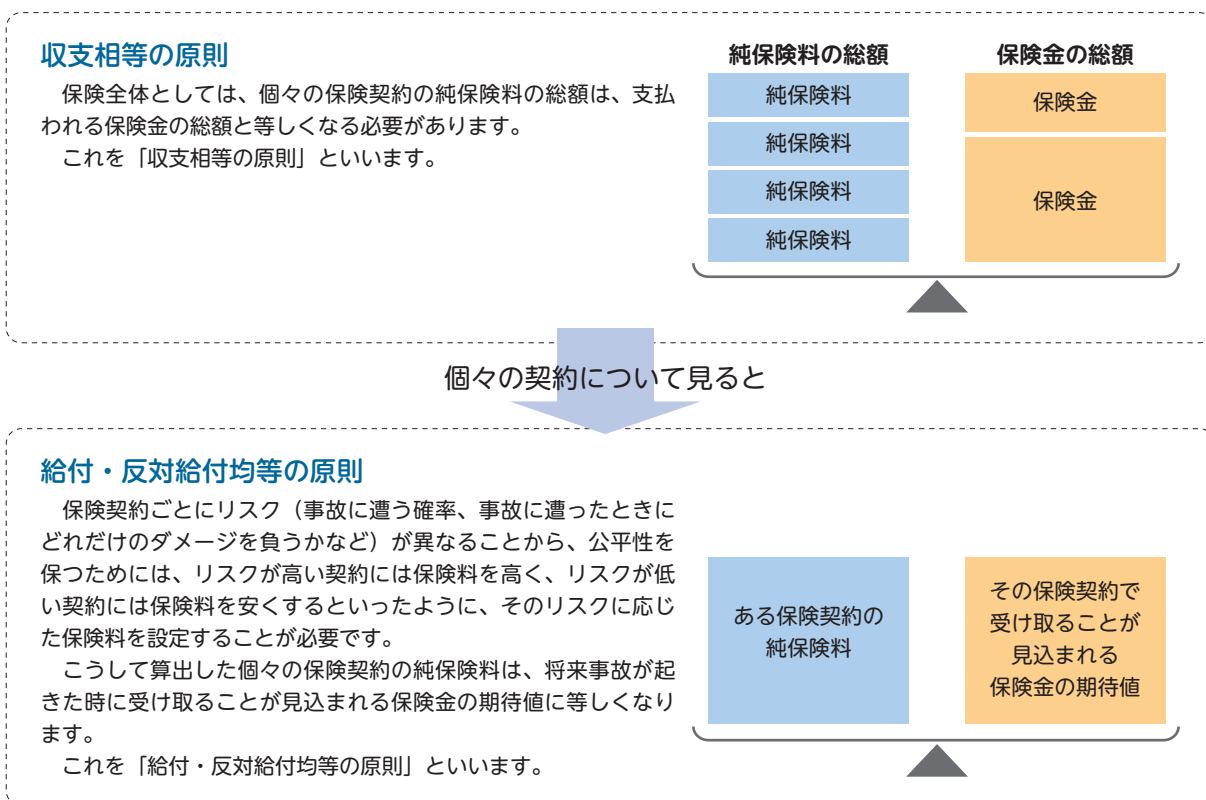 収支相等の原則
保険全体としては、個々の保険契約の純保険料の総額は、支払
われる保険金の総額と等しくなる必要があります。
これを「収支相等の原則」といいます。
純保険料の総額
保険金の総額
純保険料
純保険料
純保険料
純保険料
保険金
保険金
個々の契約について見ると
給付・反対給付均等の原則
保険契約ごとにリスク（事故に遭う確率、事故に遭ったときに
どれだけのダメージを負うかなど）が異なることから、公平性を
保つためには、リスクが高い契約には保険料を高く、リスクが低
い契約には保険料を安くするといったように、そのリスクに応じ
た保険料を設定することが必要です。
こうして算出した個々の保険契約の純保険料は、将来事故が起
きた時に受け取ることが見込まれる保険金の期待値に等しくなり
ます。
これを「給付・反対給付均等の原則」といいます。
ある保険契約の
純保険料
その保険契約で
受け取ることが
見込まれる
保険金の期待値